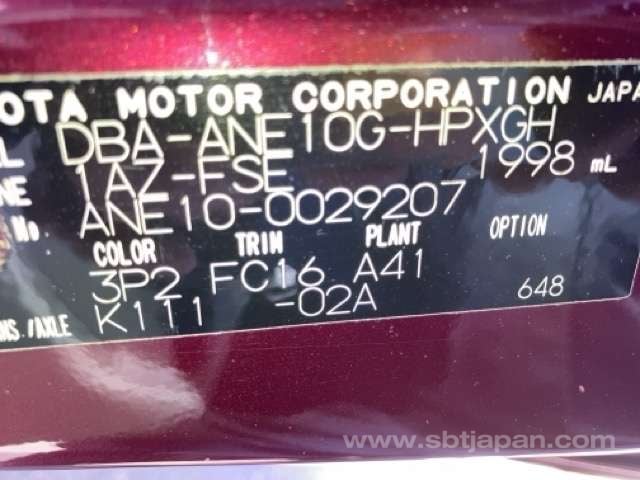 OTA MOTOR CORPORATION JAPA
L DBA-ANE10G-HPXGH
NE 1AZ-FSE 1998 mL
No. ANE10-0029207
COLOR TRIM PLANT OPTION
3P2 FC16 A41
NS./AXLE K111 -02A 648
www.sbtjapan.com